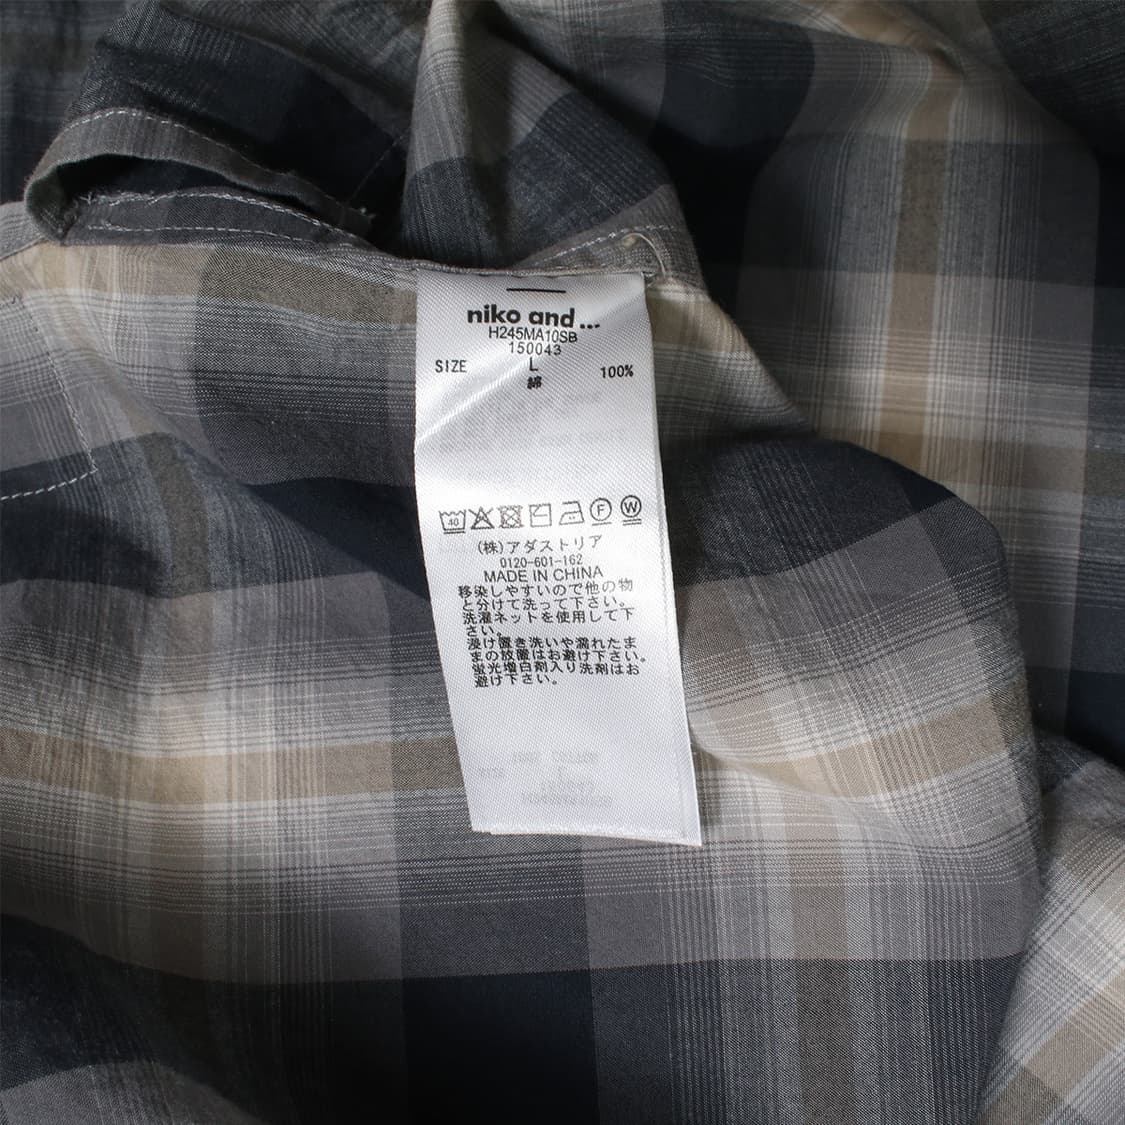 niko and ...
H245MA10SB
150043
SIZE L
綿 100%
40 F W
(株)アダストリア
0120-601-162
MADE IN CHINA
移染しやすいので他の物
と分けて洗って下さい。
洗濯ネットを使用して下
さい。
浸け置き洗いや濡れたま
まの放置はお避け下さい。
蛍光増白剤入り洗剤はお
避け下さい。